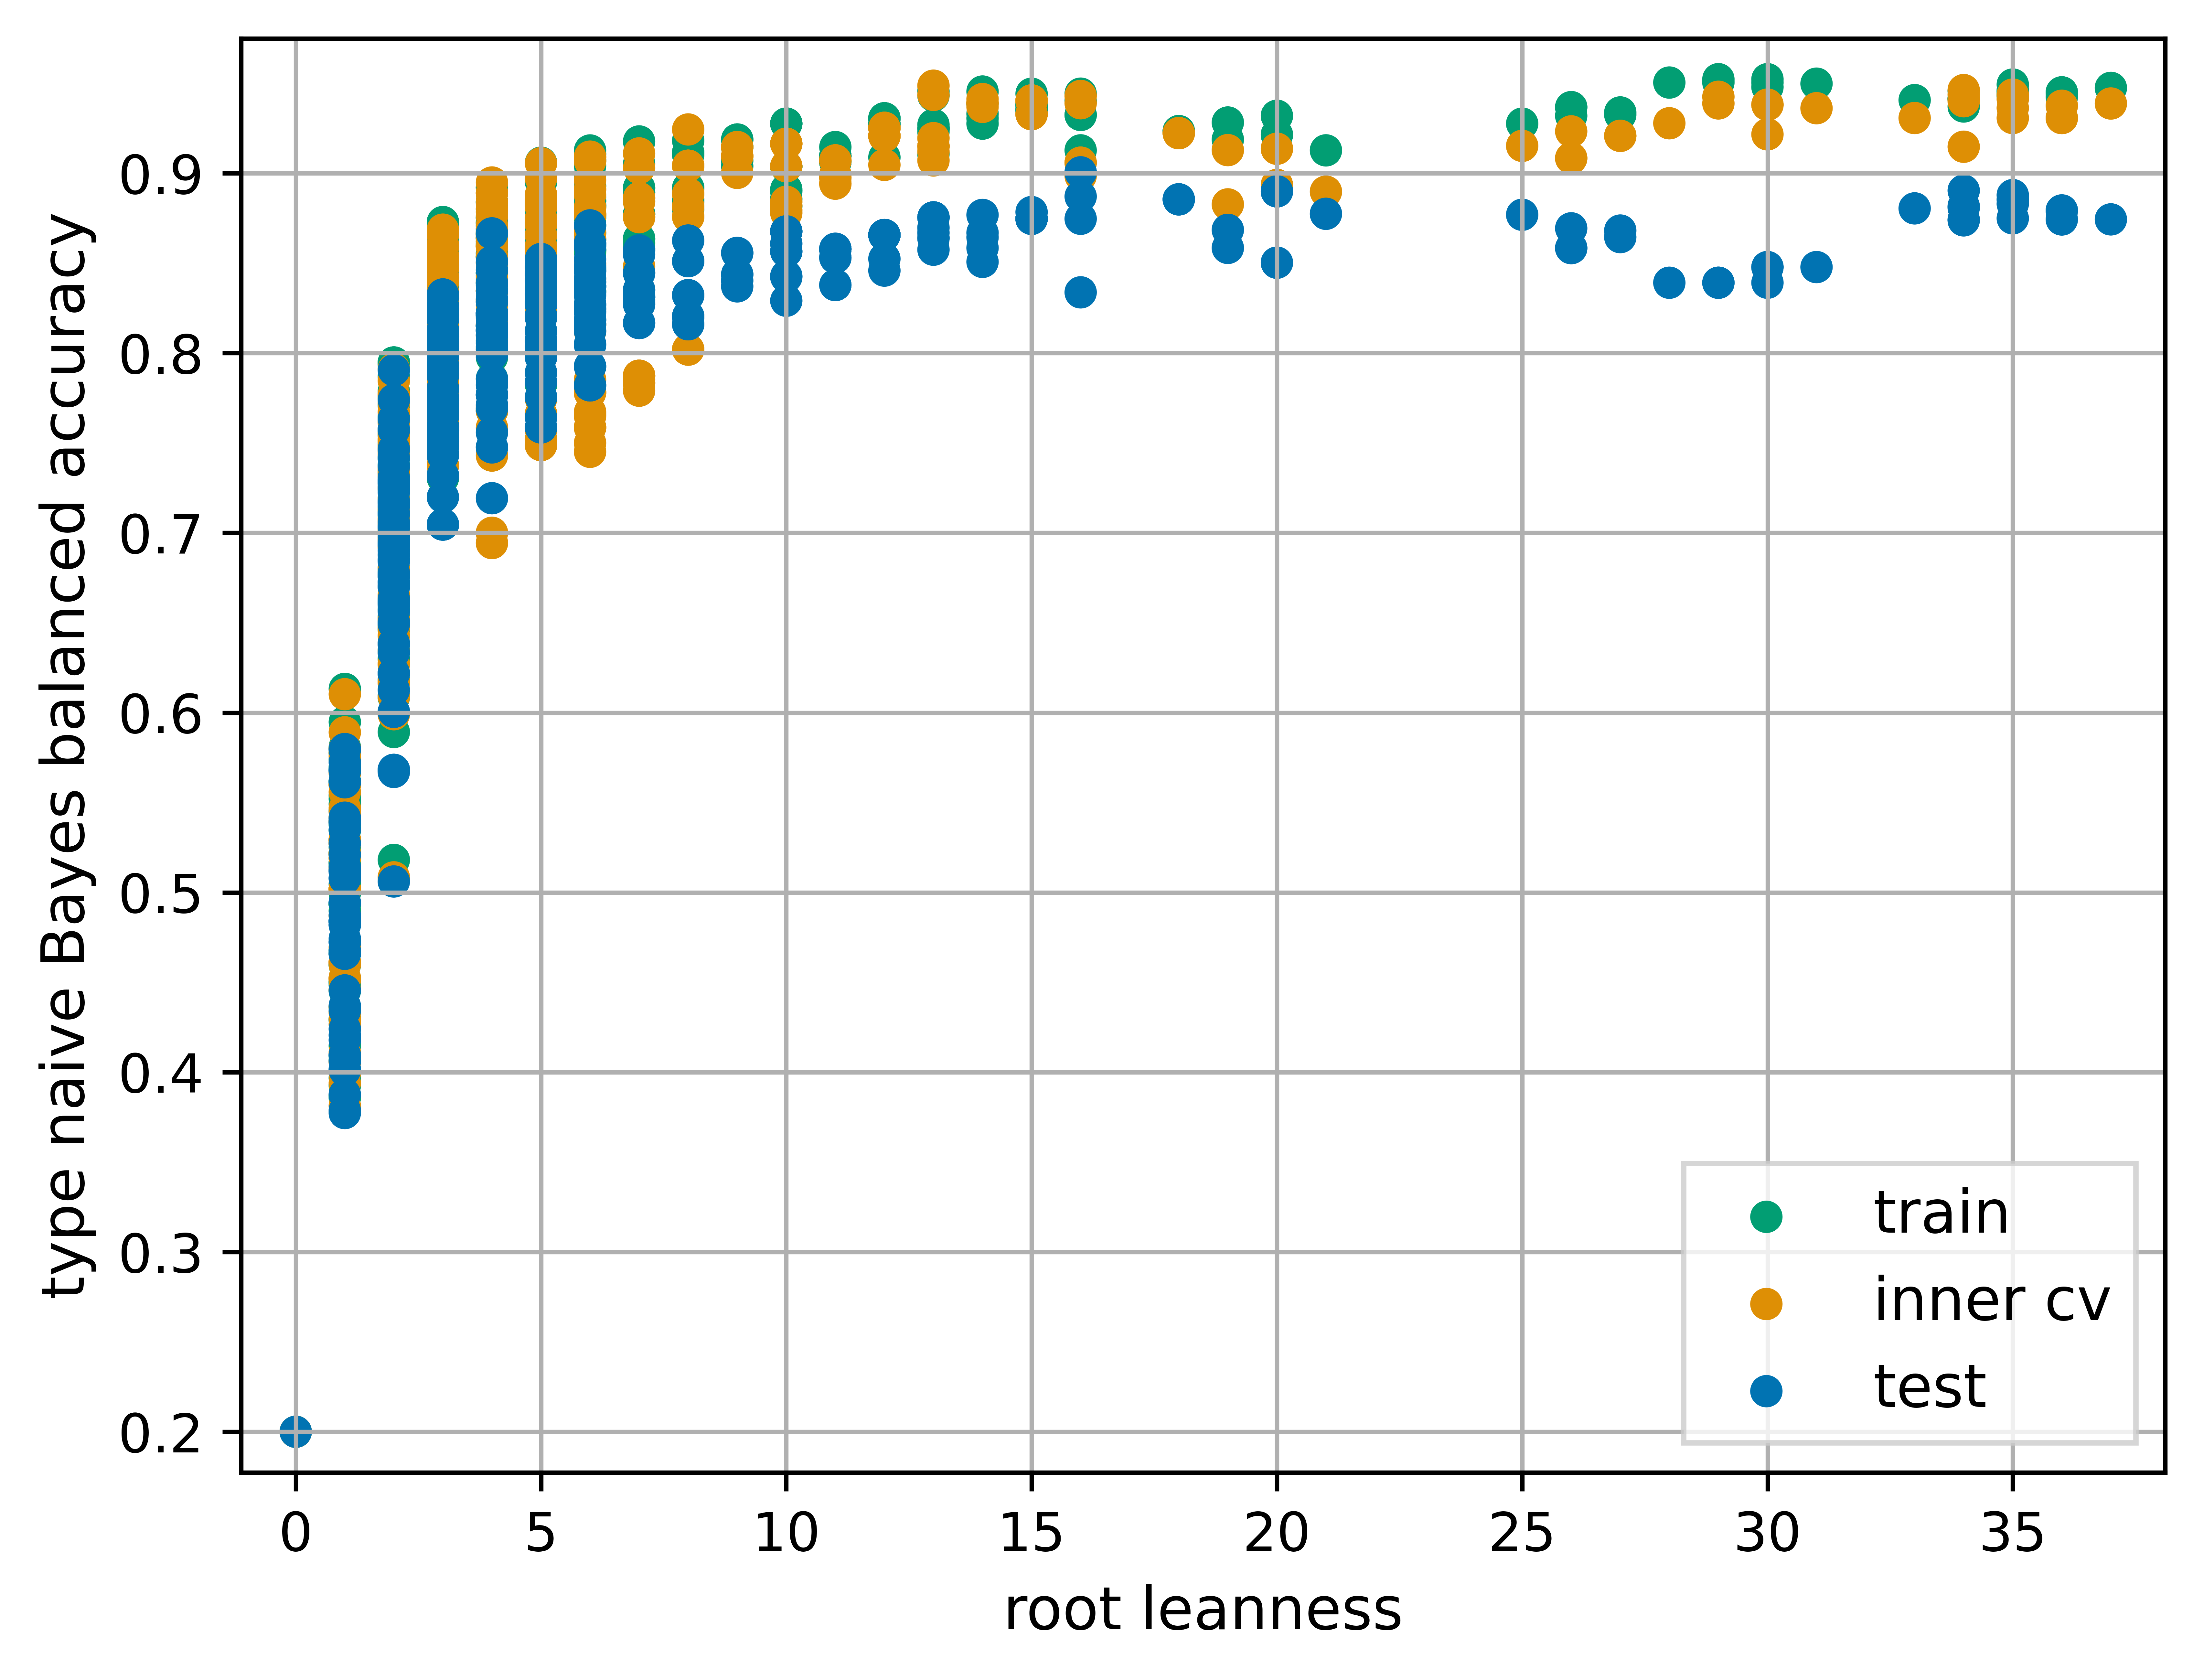 type naive Bayes balanced accuracy
0.9
0.8
0.7
0.6
0.5
0.4
0.3
0.2
train
inner cv
test
0 5 10 15 20 25 30 35
root leanness